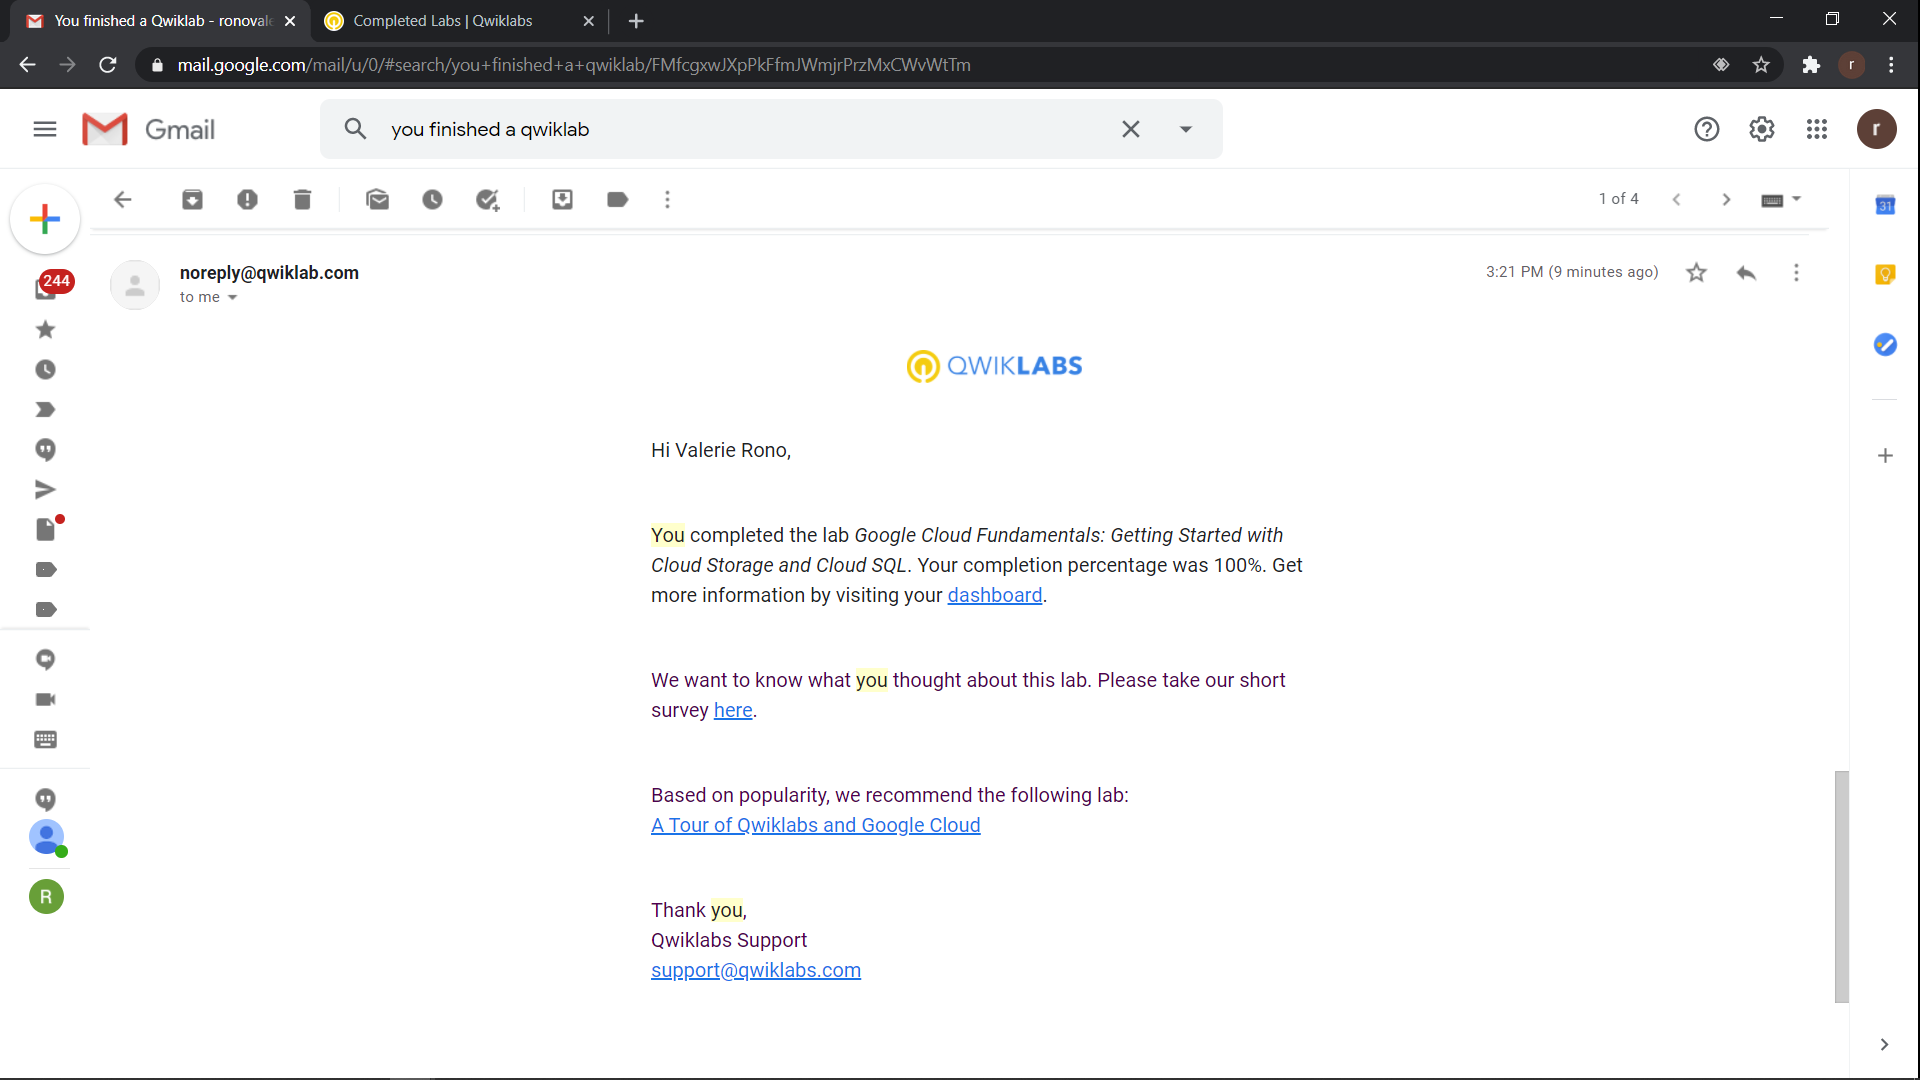 You finished a Qwiklab - ronovale
Completed Labs | Qwiklabs
mail.google.com/mail/u/0/#search/you+finished+a+qwiklab/FMfcgxwJXpPkFfmJWmjrPrzMxCWvWtTm
r
Gmail
you finished a qwiklab
r
1 of 4
31
244
noreply@qwiklab.com
3:21 PM (9 minutes ago)
to me
QWIKLABS
Hi Valerie Rono,
You completed the lab Google Cloud Fundamentals: Getting Started with
Cloud Storage and Cloud SQL. Your completion percentage was 100%. Get
more information by visiting your dashboard.
We want to know what you thought about this lab. Please take our short
survey here.
Based on popularity, we recommend the following lab:
A Tour of Qwiklabs and Google Cloud
R
Thank you,
Qwiklabs Support
support@qwiklabs.com